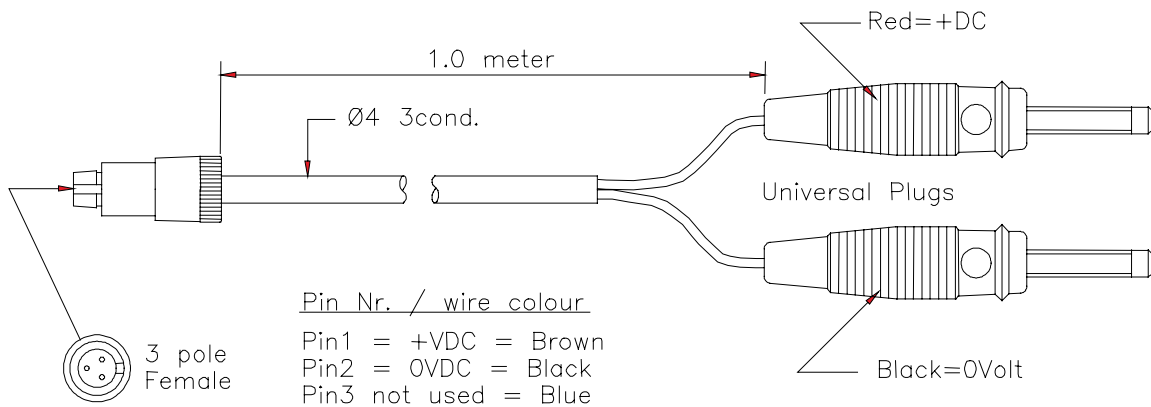 Red=+DC
1.0 meter
Ø4 3cond.
Universal Plugs
Pin Nr. / wire colour
Pin1 = +VDC = Brown
Pin2 = 0VDC = Black
Pin3 not used = Blue
3 pole
Female
Black=0Volt